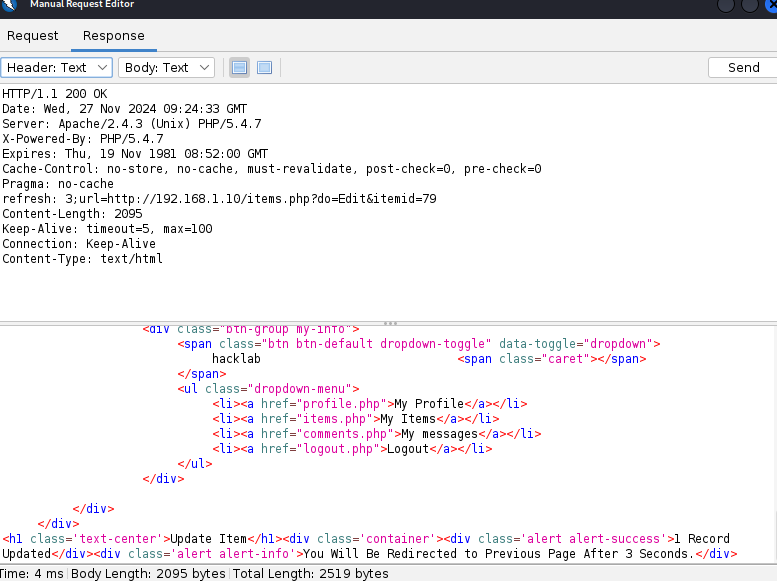 Manual Request Editor
Request Response
Header: Text Body: Text Send
HTTP/1.1 200 OK
Date: Wed, 27 Nov 2024 09:24:33 GMT
Server: Apache/2.4.3 (Unix) PHP/5.4.7
X-Powered-By: PHP/5.4.7
Expires: Thu, 19 Nov 1981 08:52:00 GMT
Cache-Control: no-store, no-cache, must-revalidate, post-check=0, pre-check=0
Pragma: no-cache
refresh: 3;url=http://192.168.1.10/items.php?do=Edit&itemid=79
Content-Length: 2095
Keep-Alive: timeout=5, max=100
Connection: Keep-Alive
Content-Type: text/html
<div class="btn-group my-info">
<span class="btn btn-default dropdown-toggle" data-toggle="dropdown">
hacklab <span class="caret"></span>
</span>
<ul class="dropdown-menu">
<li><a href="profile.php">My Profile</a></li>
<li><a href="items.php">My Items</a></li>
<li><a href="comments.php">My messages</a></li>
<li><a href="logout.php">Logout</a></li>
</ul>
</div>
</div>
</div>
<h1 class='text-center'>Update Item</h1><div class='container'><div class='alert alert-success'>1 Record
Updated</div><div class='alert alert-info'>You Will Be Redirected to Previous Page After 3 Seconds.</div>
Time: 4 ms Body Length: 2095 bytes Total Length: 2519 bytes